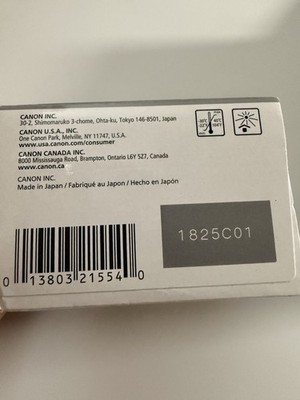 CANON INC.
30-2, Shimomaruko 3-chome, Ohta-ku, Tokyo 146-8501, Japan
CANON U.S.A., INC.
One Canon Park, Melville, NY 11747, U.S.A.
www.usa.canon.com/consumer
CANON CANADA INC.
8000 Mississauga Road, Brampton, Ontario L6Y 5Z7, Canada
www.canon.ca
CANON INC.
Made in Japan / Fabriqué au Japon / Hecho en Japón
1825C01
0 13803 21554 0